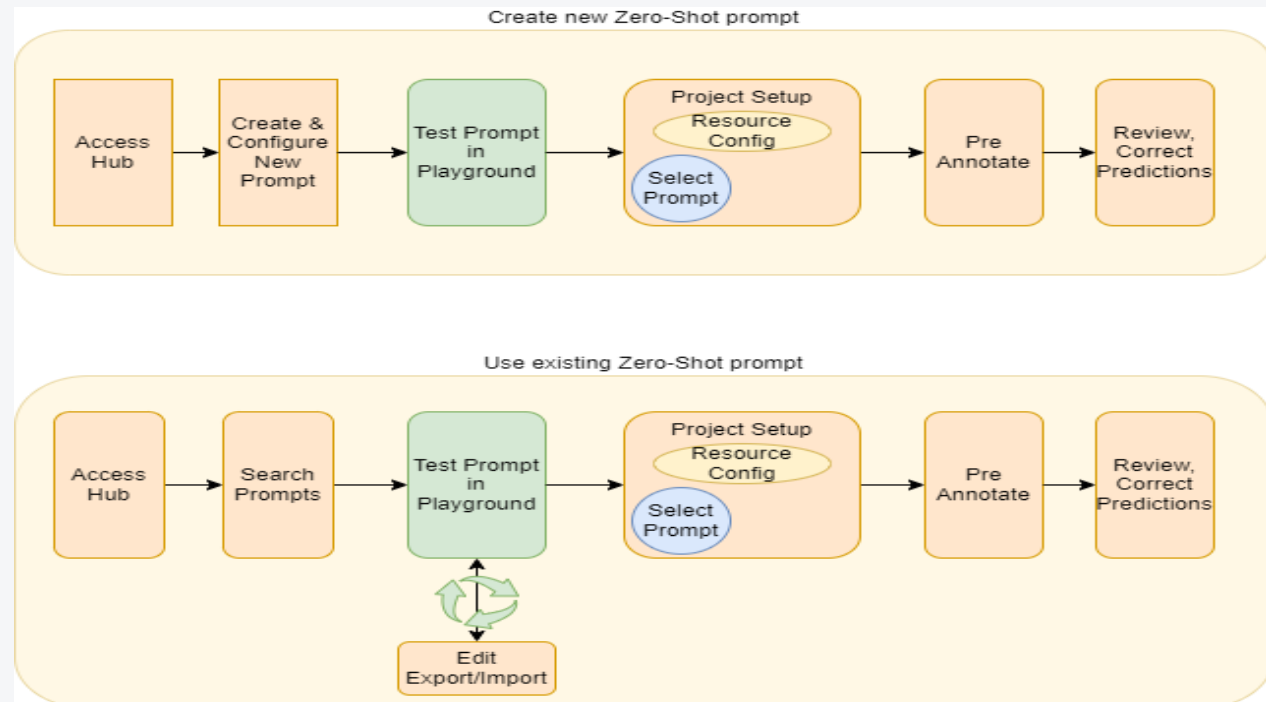 Create new Zero-Shot prompt
Access
Hub
Create &
Configure
New
Prompt
Test Prompt
in
Playground
Project Setup
Resource
Config
Select
Prompt
Pre
Annotate
Review,
Correct
Predictions
Use existing Zero-Shot prompt
Access
Hub
Search
Prompts
Test Prompt
in
Playground
Project Setup
Resource
Config
Select
Prompt
Pre
Annotate
Review,
Correct
Predictions
Edit
Export/Import